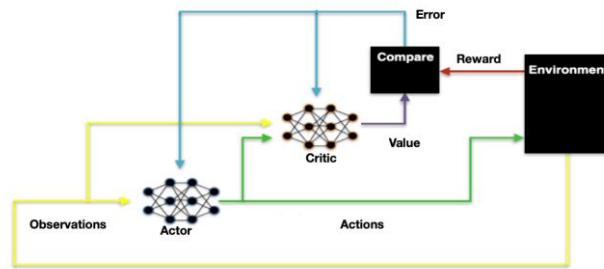 Error
Compare
Reward
Environment
Value
Critic
Observations
Actor
Actions